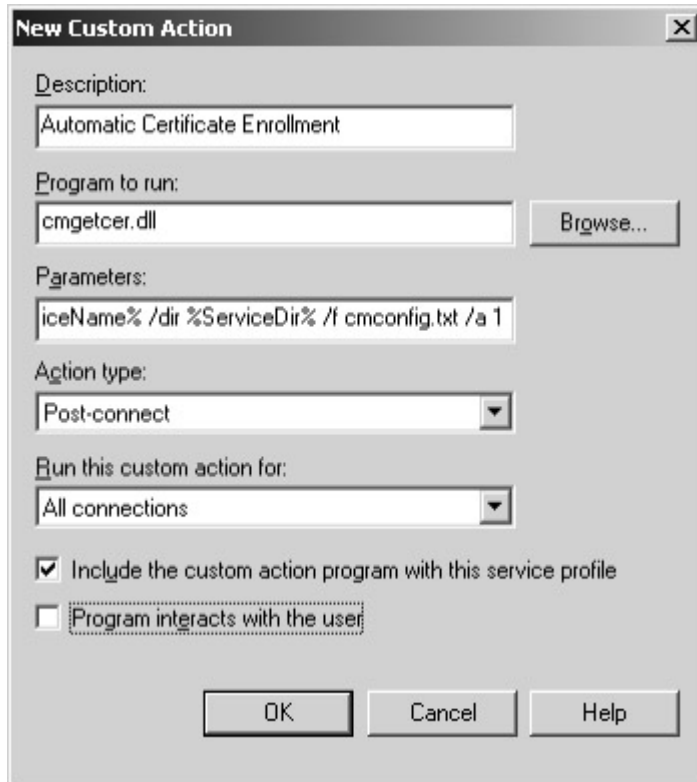 New Custom Action
Description:
Automatic Certificate Enrollment
Program to run:
cmgetcer.dll
Browse...
Parameters:
iceName% /dir %ServiceDir% /f cmconfig.txt /a 1
Action type:
Post-connect
Run this custom action for:
All connections
Include the custom action program with this service profile
Program interacts with the user
OK Cancel Help